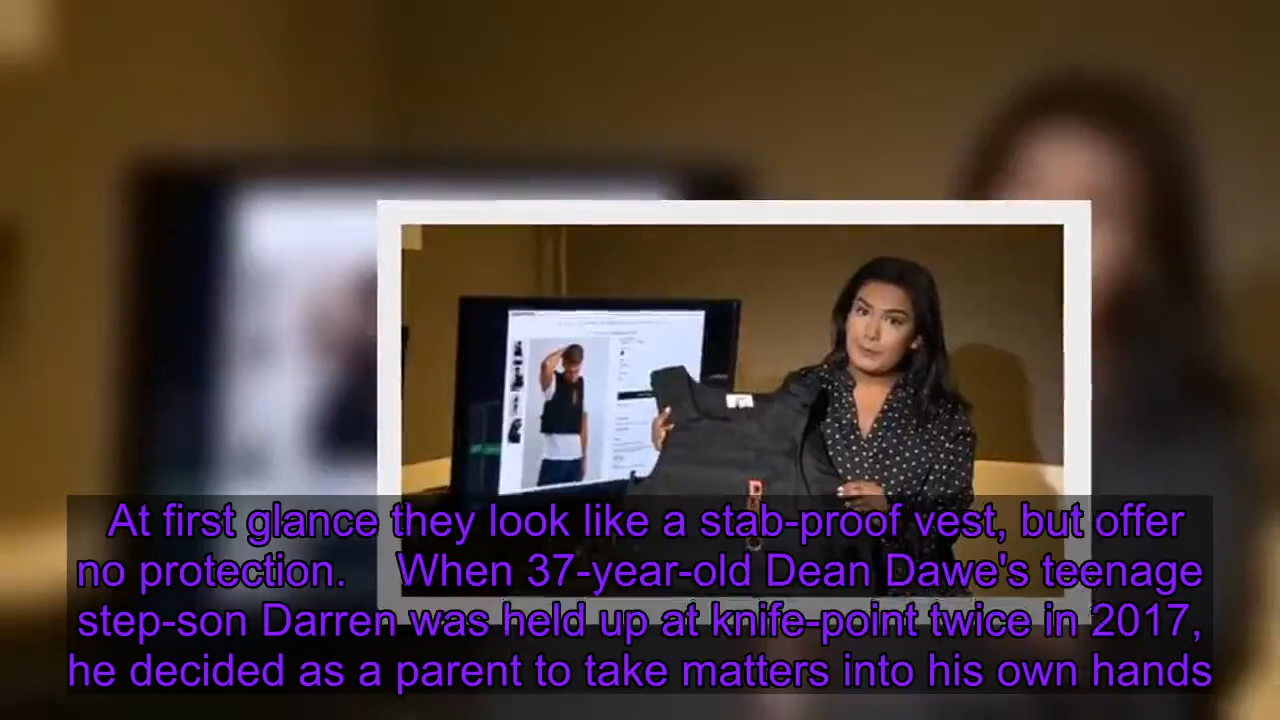 At first glance they look like a stab-proof vest, but offer
no protection. When 37-year-old Dean Dawe's teenage
step-son Darren was held up at knife-point twice in 2017,
he decided as a parent to take matters into his own hands